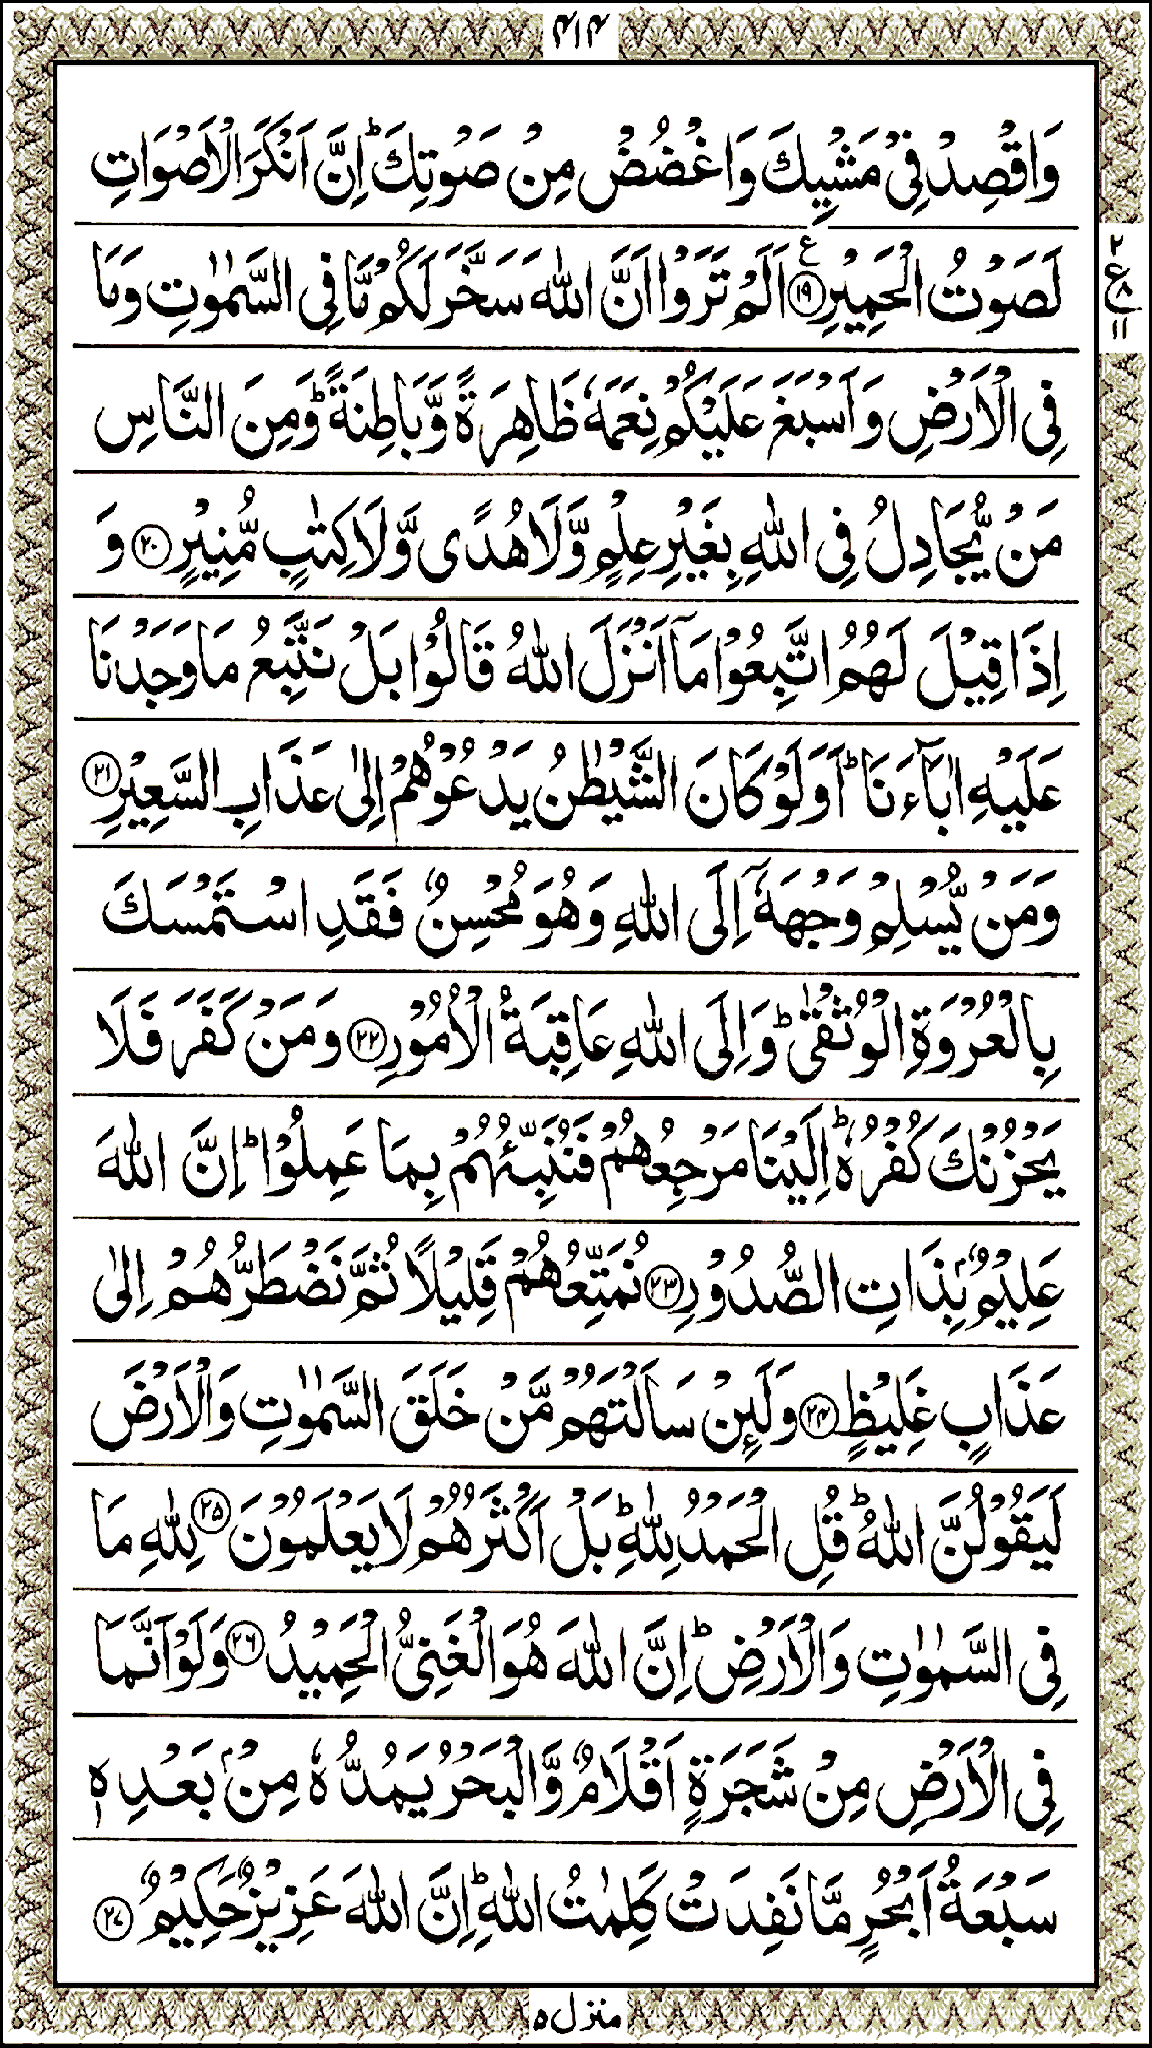 ۴۱۴
وَاقْصِدْ فِىْ مَشْيِكَ وَاغْضُضْ مِنْ صَوْتِكَ ؕ اِنَّ اَنْكَرَ الْاَصْوَاتِ
لَصَوْتُ الْحَمِيْرِ ﴿۱۹﴾ ع اَلَمْ تَرَوْا اَنَّ اللّٰهَ سَخَّرَ لَكُمْ مَّا فِى السَّمٰوٰتِ وَمَا
۲
ع
۸
۱۱
فِى الْاَرْضِ وَاَسْبَغَ عَلَيْكُمْ نِعَمَهٗ ظَاهِرَةً وَّبَاطِنَةً ؕ وَمِنَ النَّاسِ
مَنْ يُّجَادِلُ فِى اللّٰهِ بِغَيْرِ عِلْمٍ وَّلَا هُدًى وَّلَا كِتٰبٍ مُّنِيْرٍ ﴿۲۰﴾ وَ
اِذَا قِيْلَ لَهُمُ اتَّبِعُوْا مَاۤ اَنْزَلَ اللّٰهُ قَالُوْا بَلْ نَتَّبِعُ مَا وَجَدْنَا
عَلَيْهِ اٰبَآءَنَا ؕ اَوَلَوْ كَانَ الشَّيْطٰنُ يَدْعُوْهُمْ اِلٰى عَذَابِ السَّعِيْرِ ﴿۲۱﴾
وَمَنْ يُّسْلِمْ وَجْهَهٗۤ اِلَى اللّٰهِ وَهُوَ مُحْسِنٌ فَقَدِ اسْتَمْسَكَ
بِالْعُرْوَةِ الْوُثْقٰى ؕ وَاِلَى اللّٰهِ عَاقِبَةُ الْاُمُوْرِ ﴿۲۲﴾ وَمَنْ كَفَرَ فَلَا
يَحْزُنْكَ كُفْرُهٗ ؕ اِلَيْنَا مَرْجِعُهُمْ فَنُنَبِّئُهُمْ بِمَا عَمِلُوْا ؕ اِنَّ اللّٰهَ
عَلِيْمٌۢ بِذَاتِ الصُّدُوْرِ ﴿۲۳﴾ نُمَتِّعُهُمْ قَلِيْلًا ثُمَّ نَضْطَرُّهُمْ اِلٰى
عَذَابٍ غَلِيْظٍ ﴿۲۴﴾ وَلَئِنْ سَاَلْتَهُمْ مَّنْ خَلَقَ السَّمٰوٰتِ وَالْاَرْضَ
لَيَقُوْلُنَّ اللّٰهُ ؕ قُلِ الْحَمْدُ لِلّٰهِ ؕ بَلْ اَكْثَرُهُمْ لَا يَعْلَمُوْنَ ﴿۲۵﴾ لِلّٰهِ مَا
فِى السَّمٰوٰتِ وَالْاَرْضِ ؕ اِنَّ اللّٰهَ هُوَ الْغَنِىُّ الْحَمِيْدُ ﴿۲۶﴾ وَلَوْ اَنَّمَا
فِى الْاَرْضِ مِنْ شَجَرَةٍ اَقْلَامٌ وَّالْبَحْرُ يَمُدُّهٗ مِنْۢ بَعْدِهٖ
سَبْعَةُ اَبْحُرٍ مَّا نَفِدَتْ كَلِمٰتُ اللّٰهِ ؕ اِنَّ اللّٰهَ عَزِيْزٌ حَكِيْمٌ ﴿۲۷﴾
منزل ۵